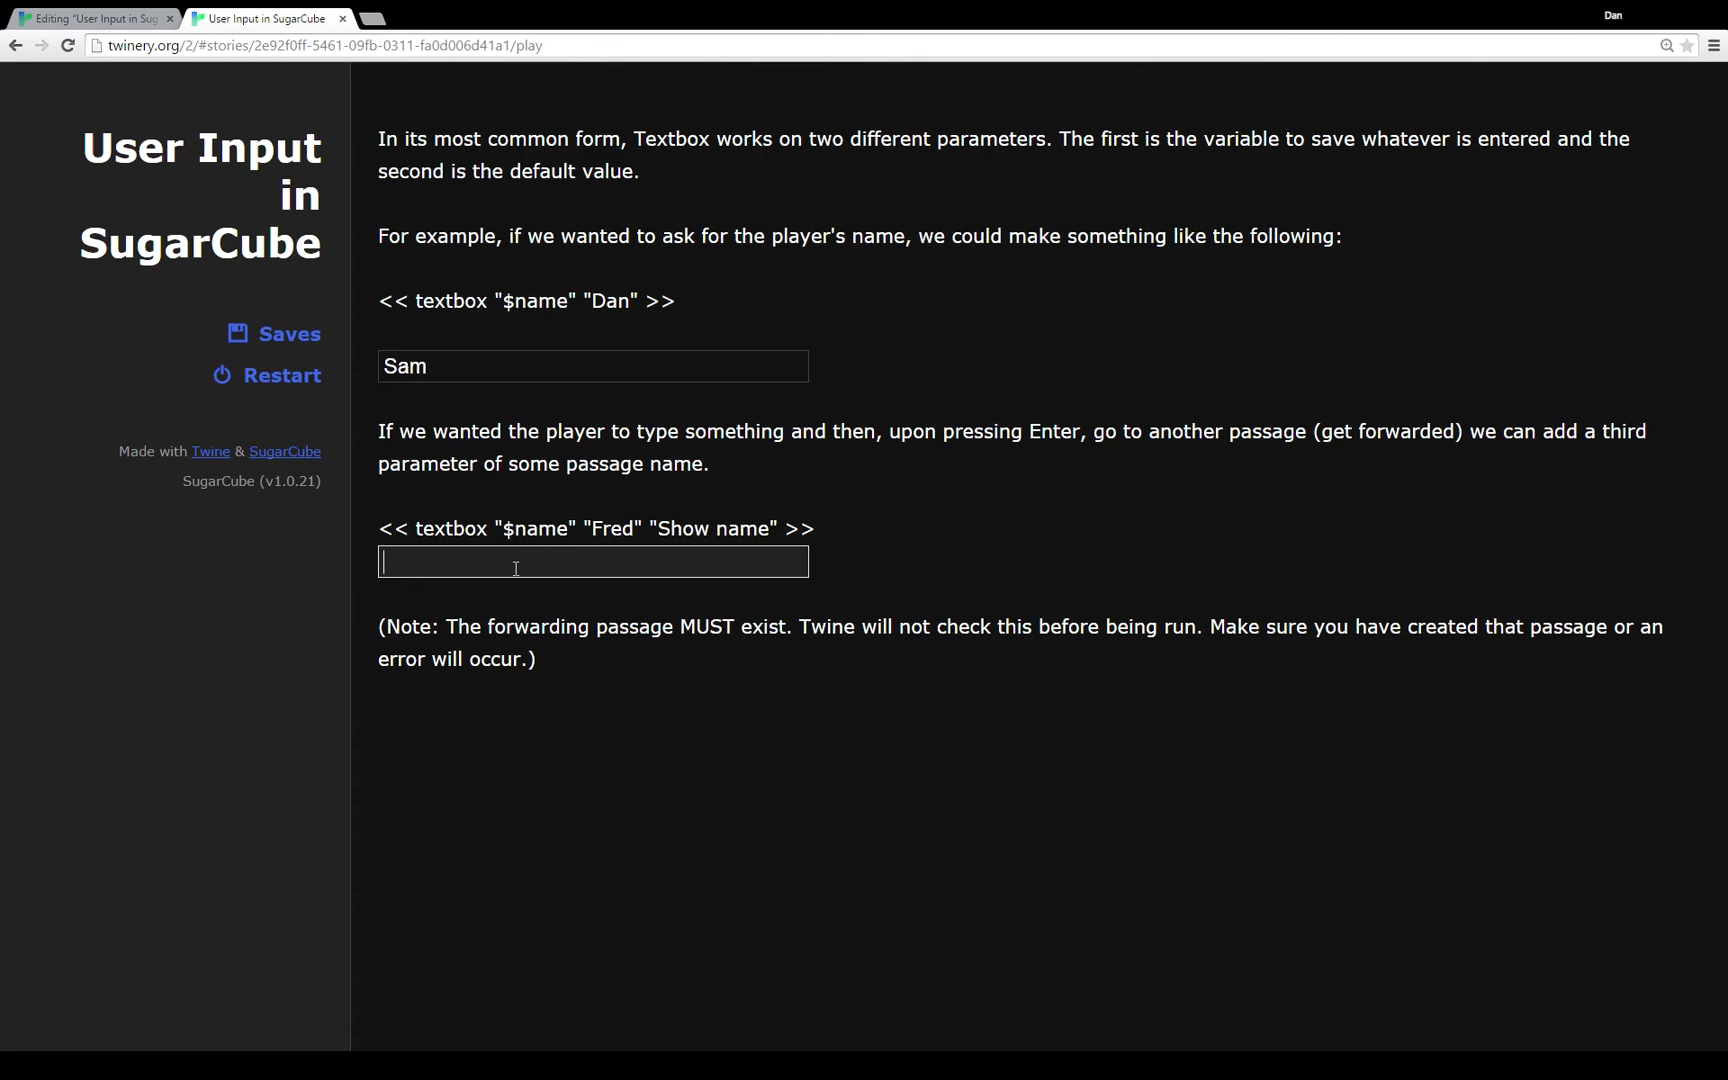 Editing "User Input in Sug
User Input in SugarCube
Dan
twinery.org/2/#stories/2e92f0ff-5461-09fb-0311-fa0d006d41a1/play
User Input
in
SugarCube
Saves
Restart
Made with Twine & SugarCube
SugarCube (v1.0.21)
In its most common form, Textbox works on two different parameters. The first is the variable to save whatever is entered and the
second is the default value.
For example, if we wanted to ask for the player's name, we could make something like the following:
<< textbox "$name" "Dan" >>
Sam
If we wanted the player to type something and then, upon pressing Enter, go to another passage (get forwarded) we can add a third
parameter of some passage name.
<< textbox "$name" "Fred" "Show name" >>
(Note: The forwarding passage MUST exist. Twine will not check this before being run. Make sure you have created that passage or an
error will occur.)